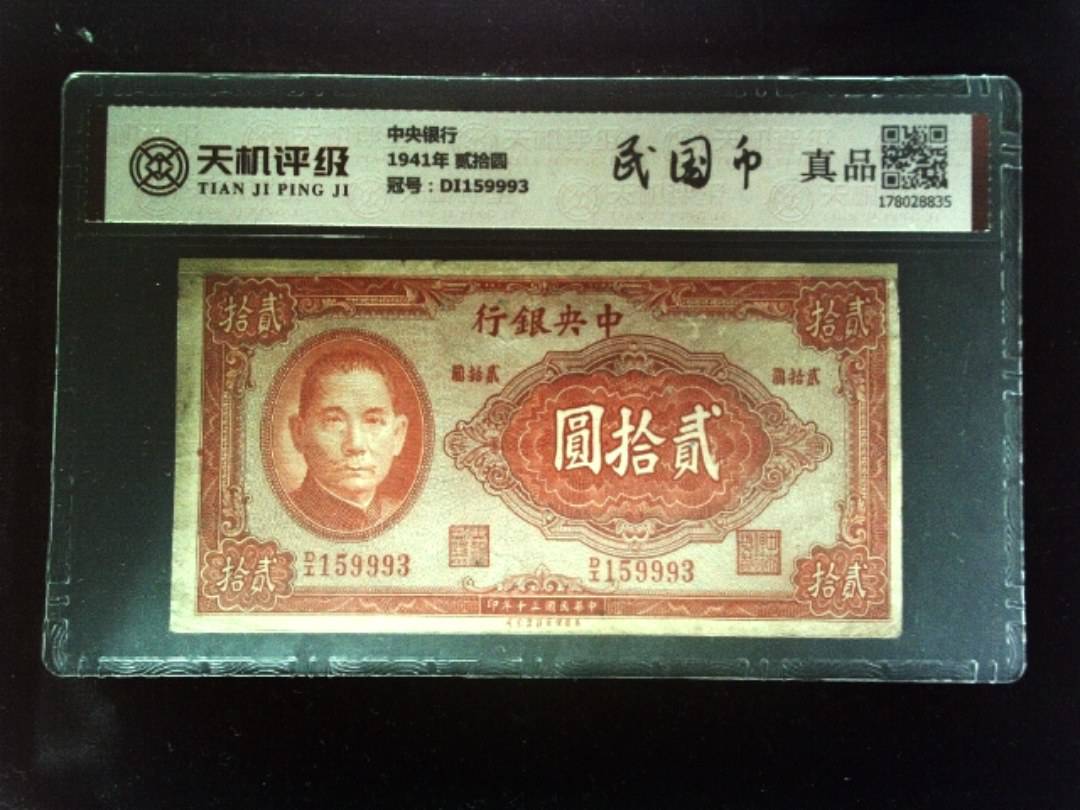 天机评级
TIAN JI PING JI
中央银行
1941年 贰拾圆
冠号：DI159993
民国币
真品
178028835
拾貳
行銀央中
拾貳
圓拾貳
圓拾貳
圓拾貳
D/I 159993
D/I 159993
拾貳
拾貳
印年十三國民華中